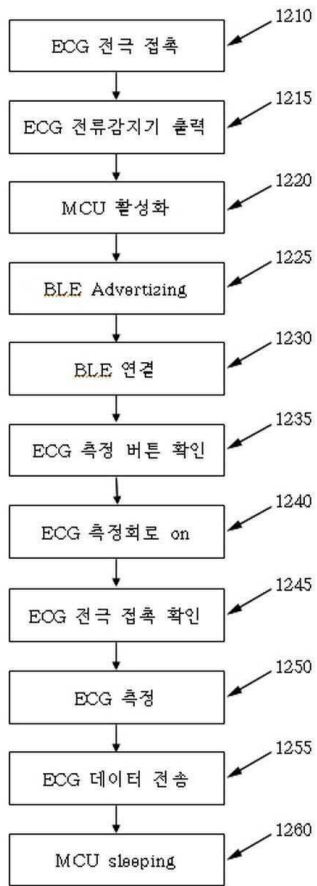 1210
ECG 전극 접촉
1215
ECG 전류감지기 출력
1220
MCU 활성화
1225
BLE Advertizing
1230
BLE 연결
1235
ECG 측정 버튼 확인
1240
ECG 측정회로 on
1245
ECG 전극 접촉 확인
1250
ECG 측정
1255
ECG 데이터 전송
1260
MCU sleeping